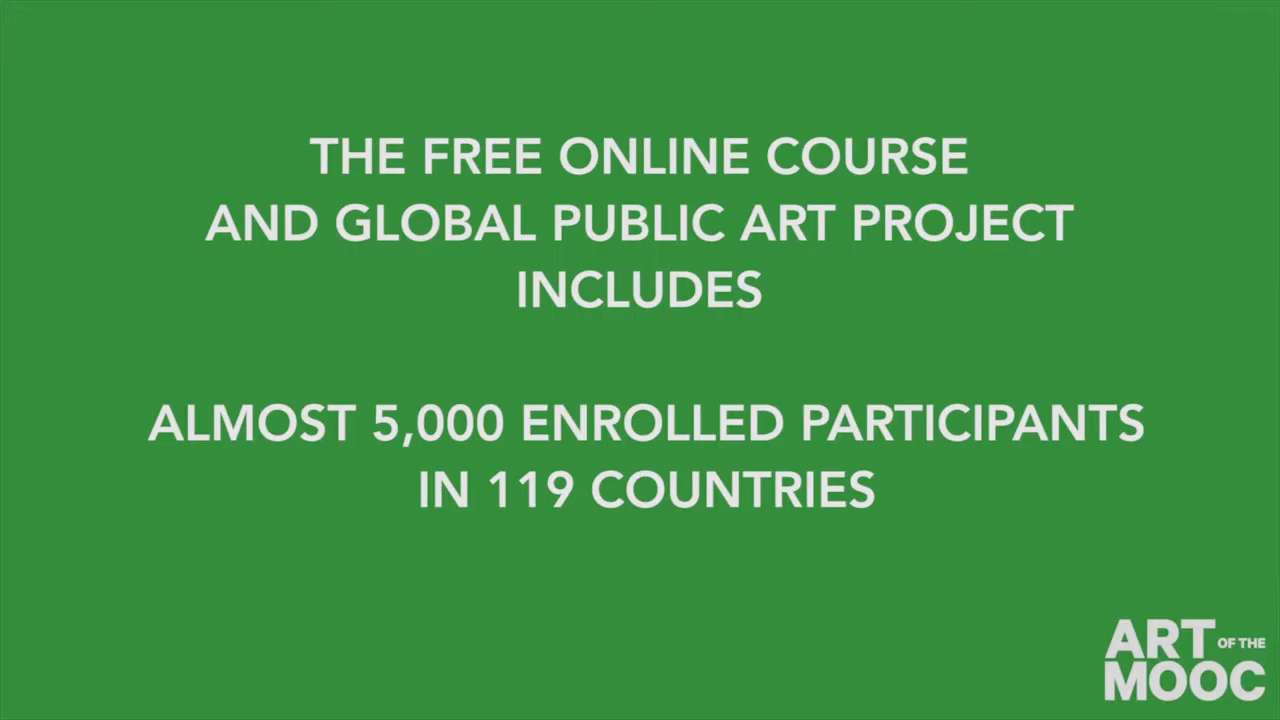 THE FREE ONLINE COURSE
AND GLOBAL PUBLIC ART PROJECT
INCLUDES
ALMOST 5,000 ENROLLED PARTICIPANTS
IN 119 COUNTRIES
ART OF THE
MOOC